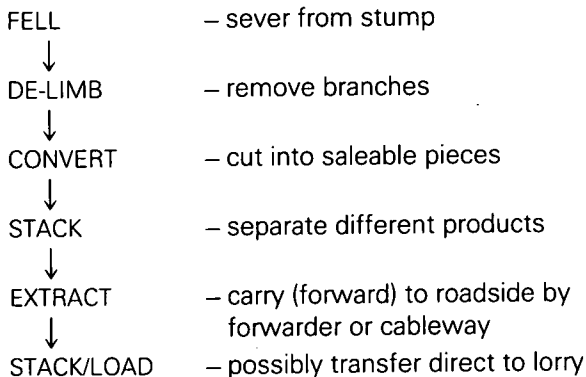 FELL – sever from stump
DE-LIMB – remove branches
CONVERT – cut into saleable pieces
STACK – separate different products
EXTRACT – carry (forward) to roadside by
forwarder or cableway
STACK/LOAD – possibly transfer direct to lorry